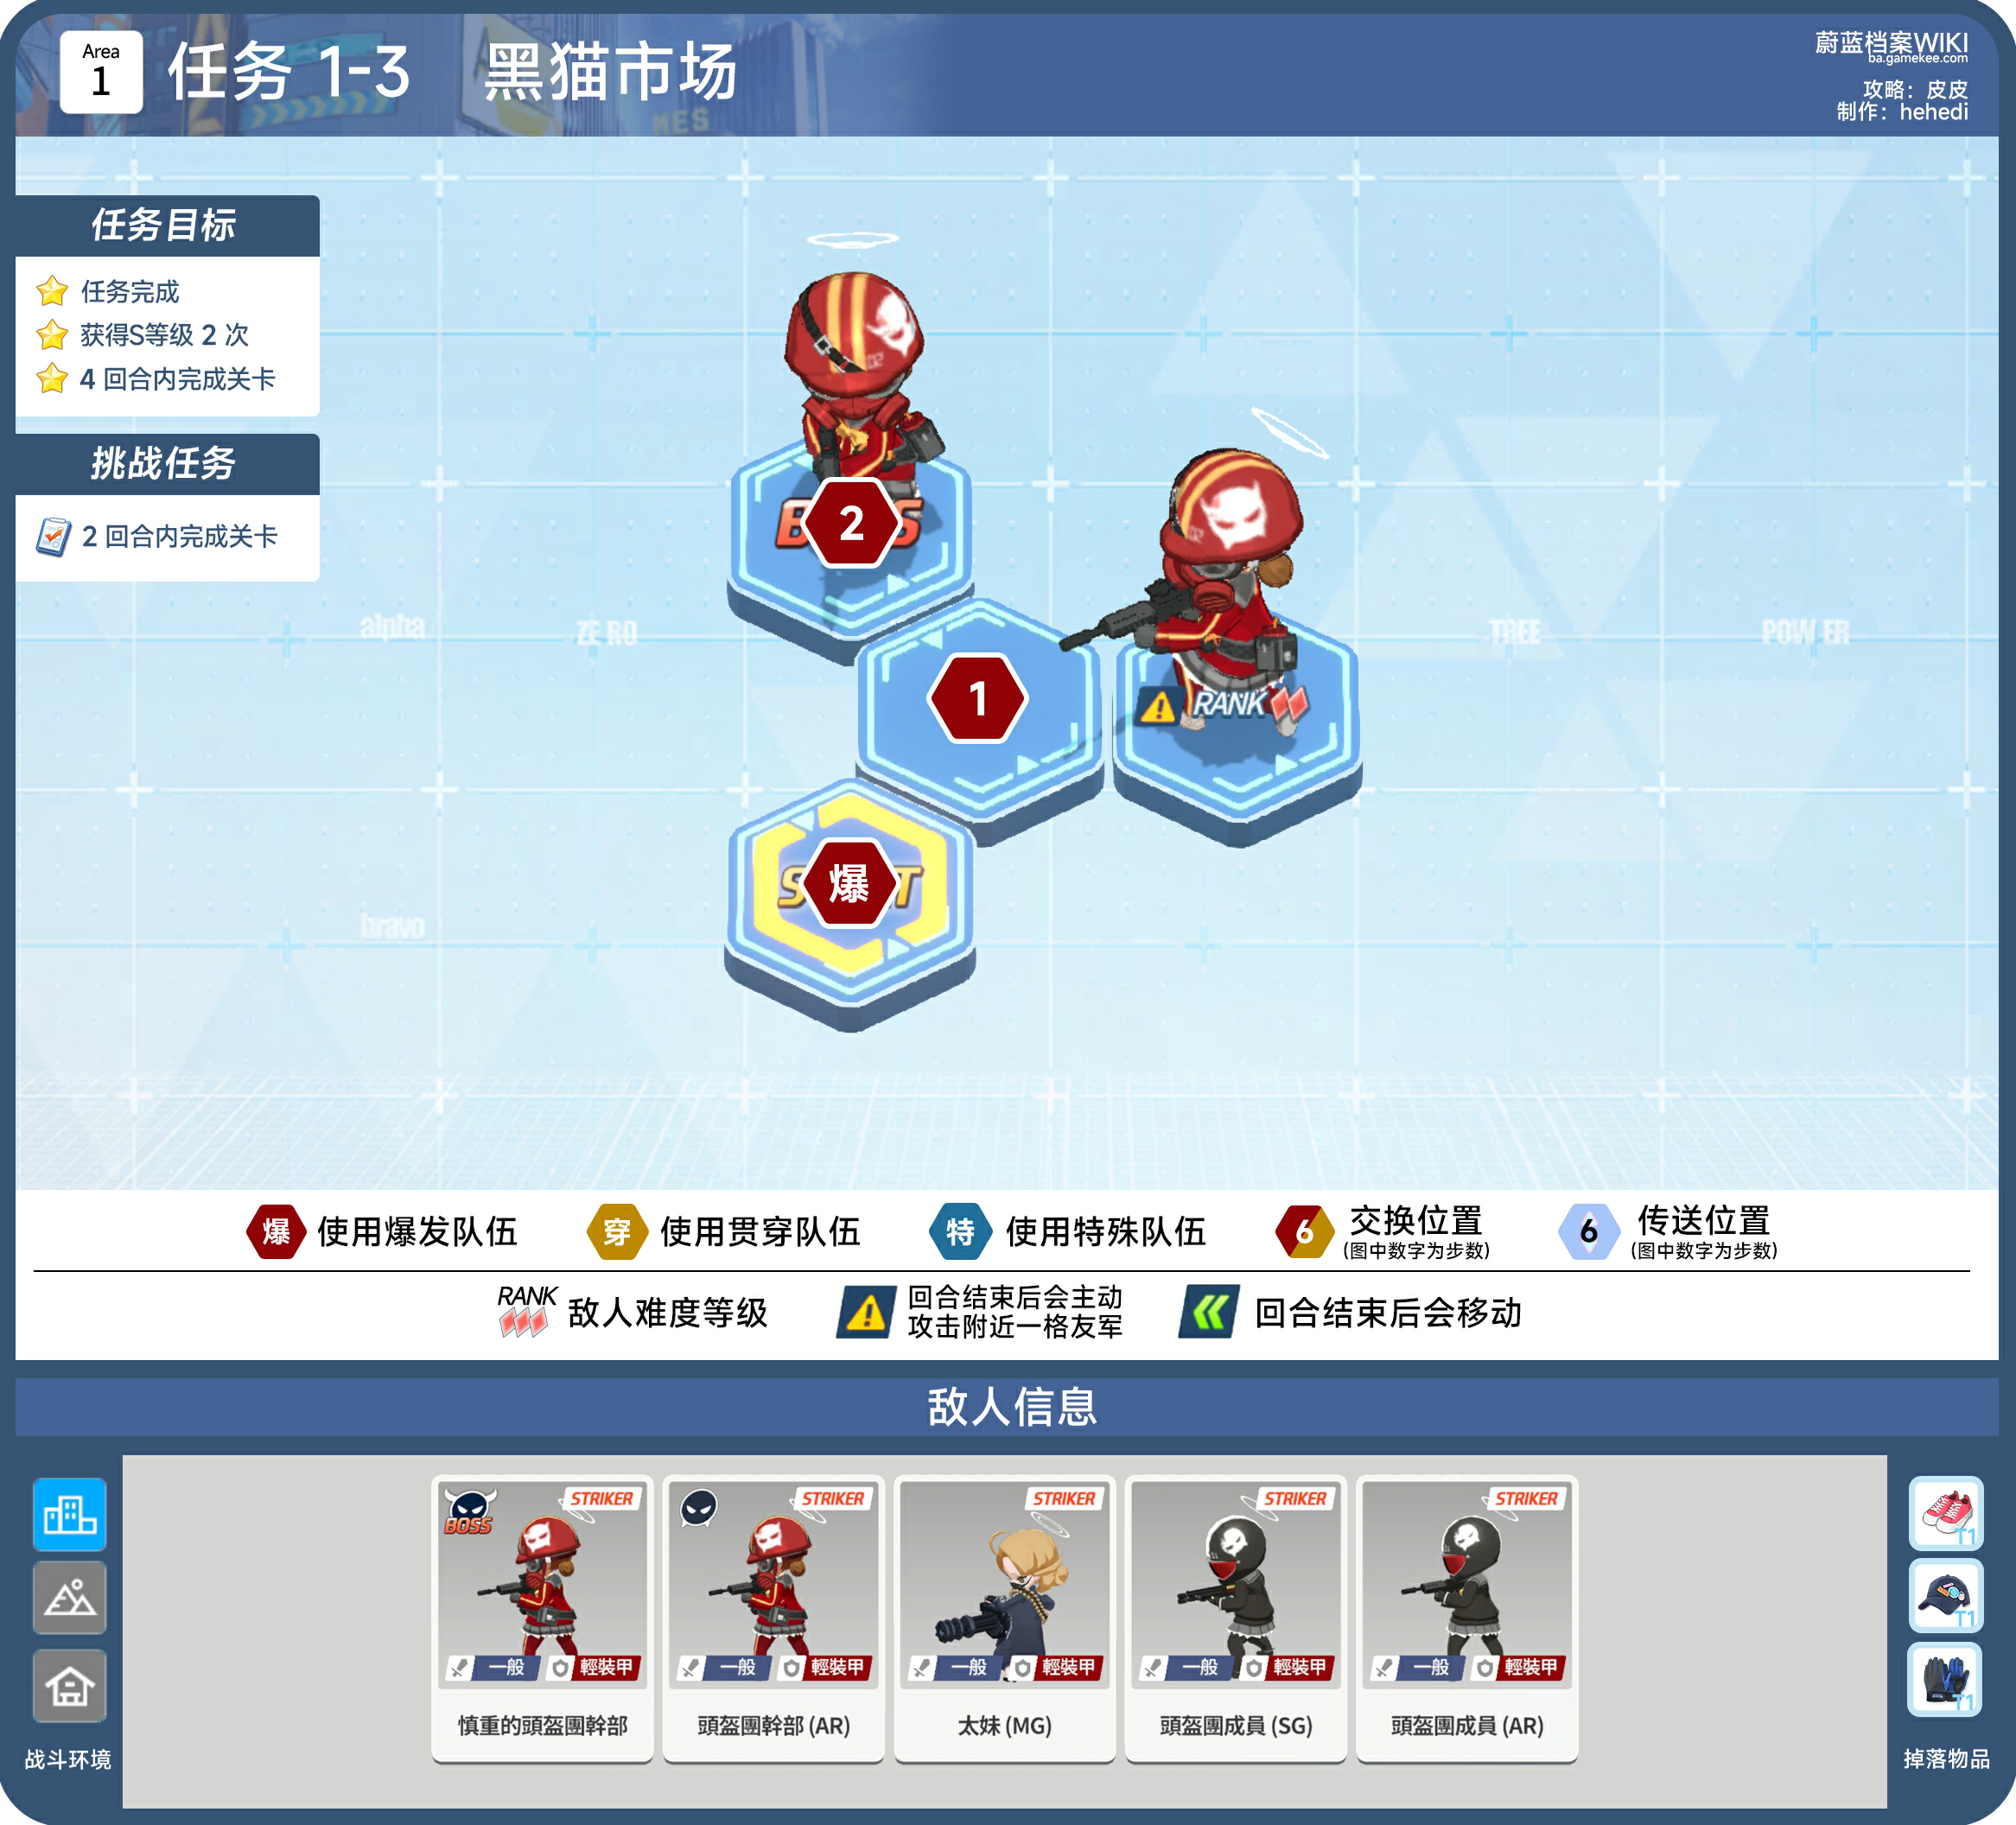 Area
1
任务 1-3 黑猫市场
蔚蓝档案WIKI
ba.gamekee.com
攻略：皮皮
制作：hehedi
任务目标
任务完成
获得S等级 2 次
4 回合内完成关卡
挑战任务
2 回合内完成关卡
2
1
RANK
爆
alpha
ZERO
TREE
POWER
bravo
爆 使用爆发队伍
穿 使用贯穿队伍
特 使用特殊队伍
6 交换位置
(图中数字为步数)
6 传送位置
(图中数字为步数)
RANK 敌人难度等级
回合结束后会主动
攻击附近一格友军
回合结束后会移动
敌人信息
战斗环境
BOSS STRIKER
一般 輕裝甲
慎重的頭盔團幹部
STRIKER
一般 輕裝甲
頭盔團幹部 (AR)
STRIKER
一般 輕裝甲
太妹 (MG)
STRIKER
一般 輕裝甲
頭盔團成員 (SG)
STRIKER
一般 輕裝甲
頭盔團成員 (AR)
T1
T1
T1
掉落物品